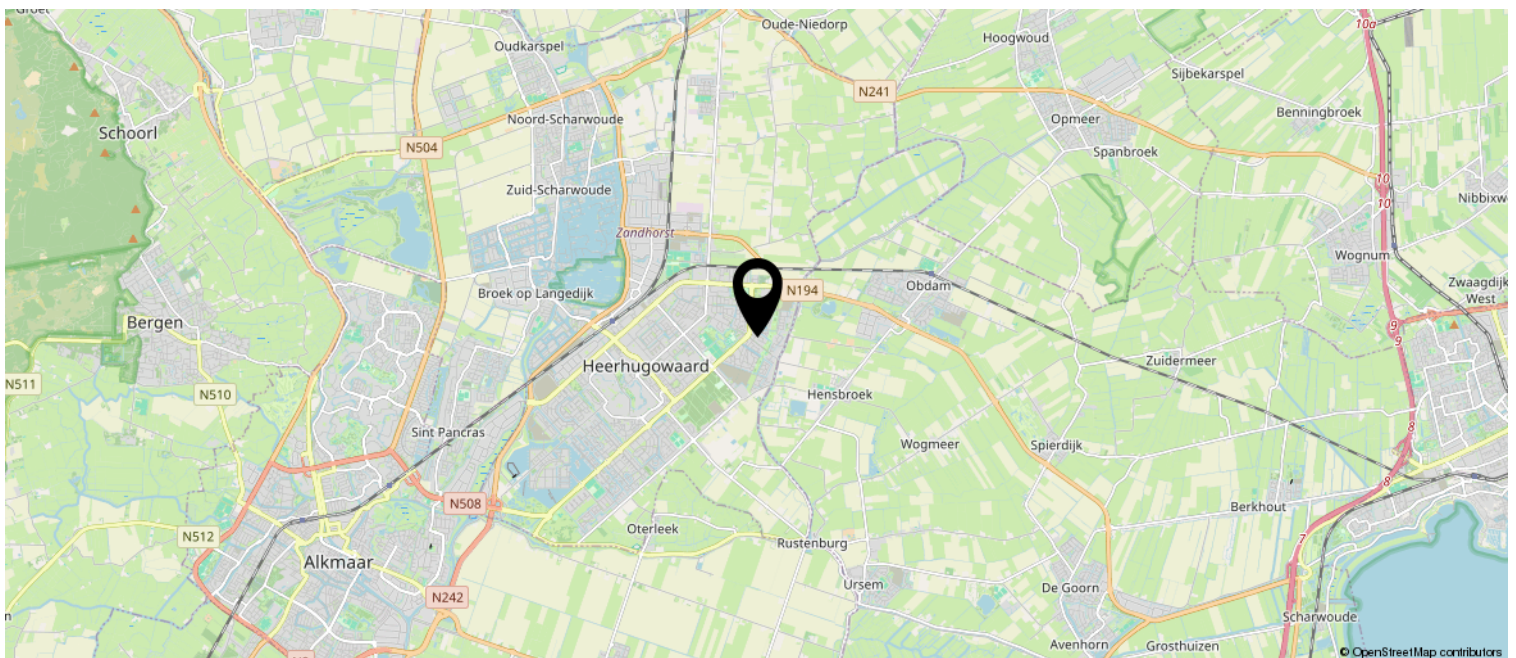 Groet
Oude-Niedorp
10a
Oudkarspel
Hoogwoud
Sijbekarspel
N241
Benningbroek
Schoorl
Noord-Scharwoude
Opmeer
N504
Spanbroek
10
Zuid-Scharwoude
10
Nibbixw
Zandhorst
Wognum
Broek op Langedijk
N194
Obdam
Zwaagdijk
West
Bergen
9
9
Heerhugowaard
Zuidermeer
N511
N510
Hensbroek
Sint Pancras
8
Wogmeer
Spierdijk
8
N508
Berkhout
N512
Oterleek
Rustenburg
7
Alkmaar
Ursem
De Goorn
N242
Scharwoude
Avenhorn
Grosthuizen
© OpenStreetMap contributors